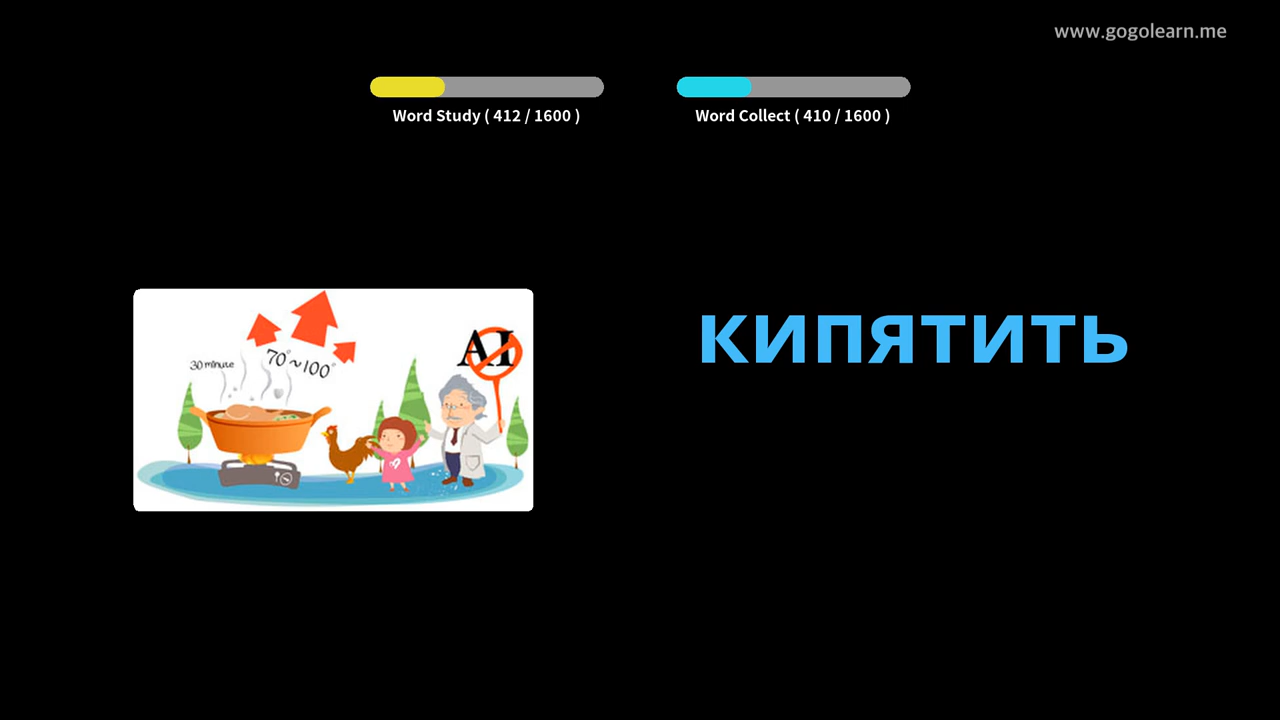 www.gogolearn.me
Word Study ( 412 / 1600 )
Word Collect ( 410 / 1600 )
30 minute
70°~100°
AI
кипятить